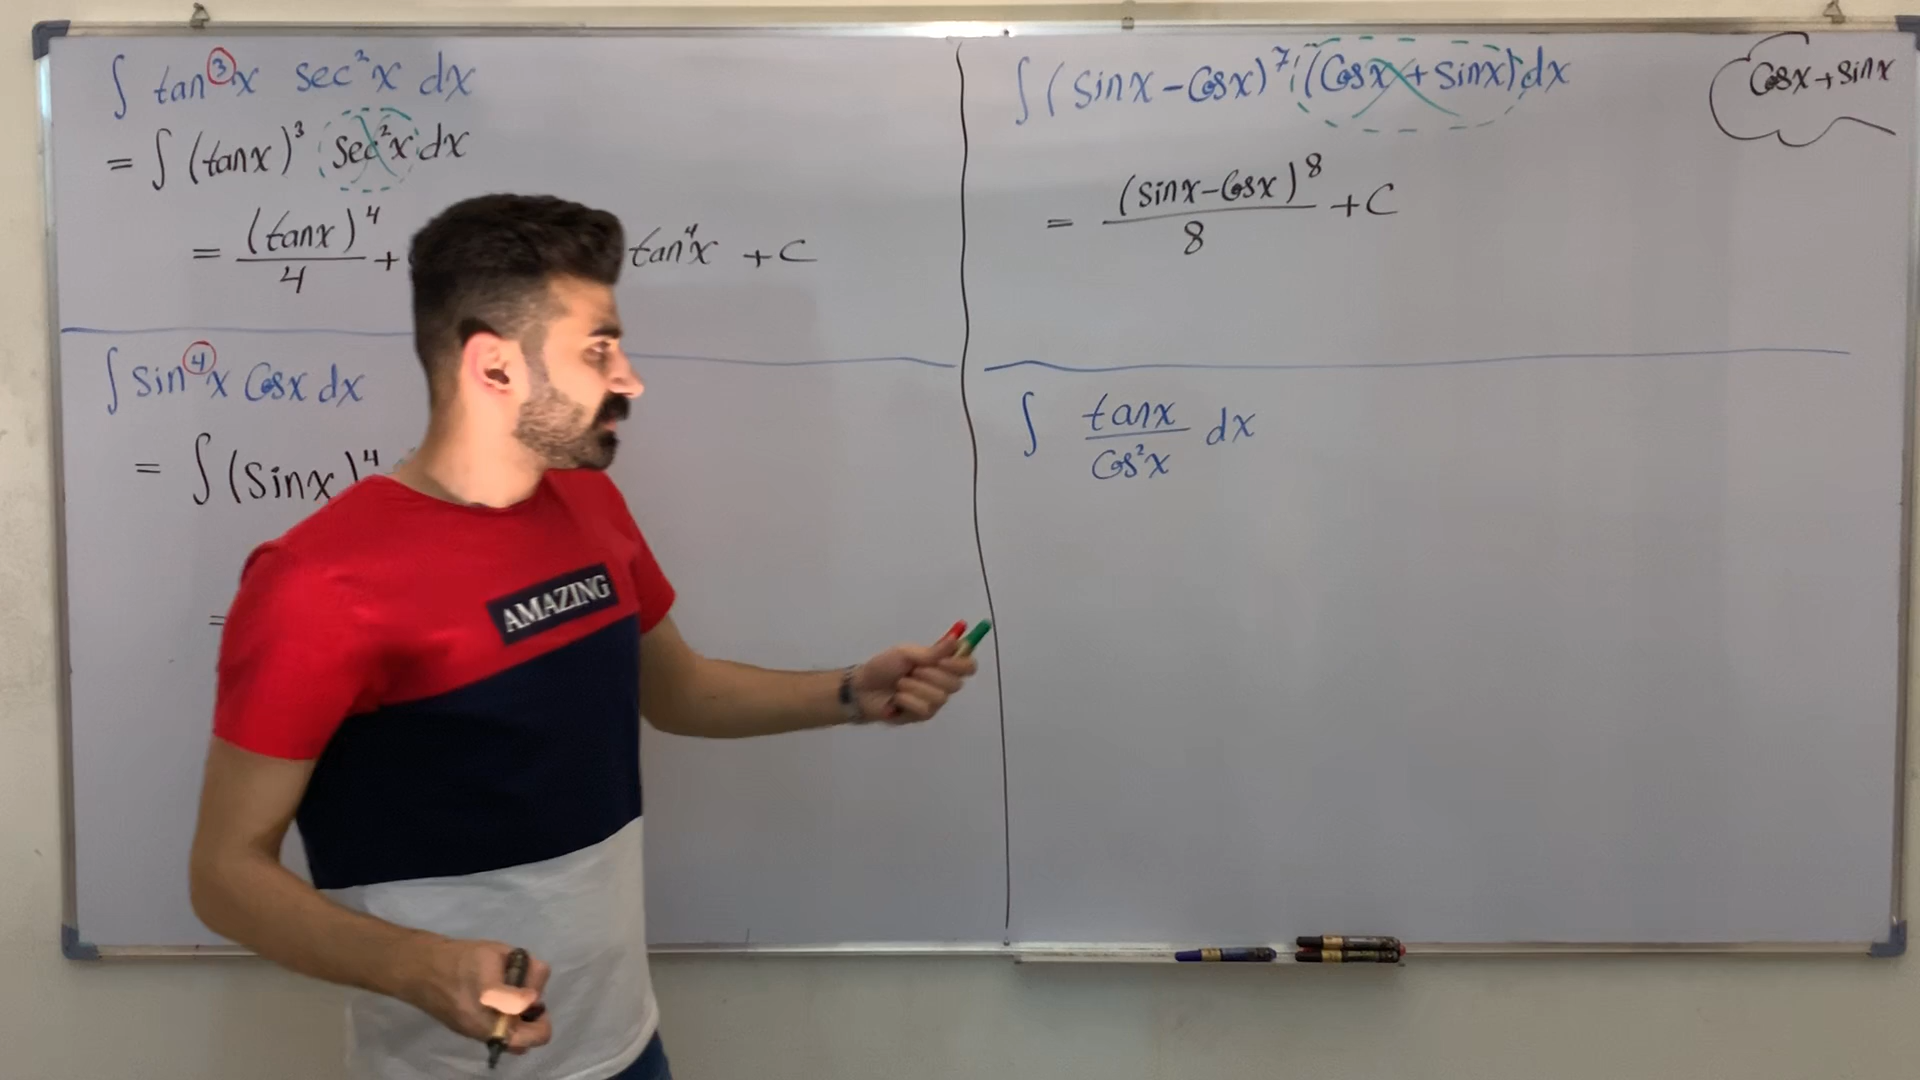 ∫ tan³x sec²x dx
= ∫ (tanx)³ sec²x dx
= (tanx)⁴/4 + tan⁴x + C
∫ sin⁴x Cosx dx
= ∫ (Sinx)⁴
=
∫ (sinx - Cosx)⁷ (Cosx + sinx) dx
Cosx + sinx
= (sinx - Cosx)⁸/8 + C
∫ tanx/Cos²x dx
AMAZING